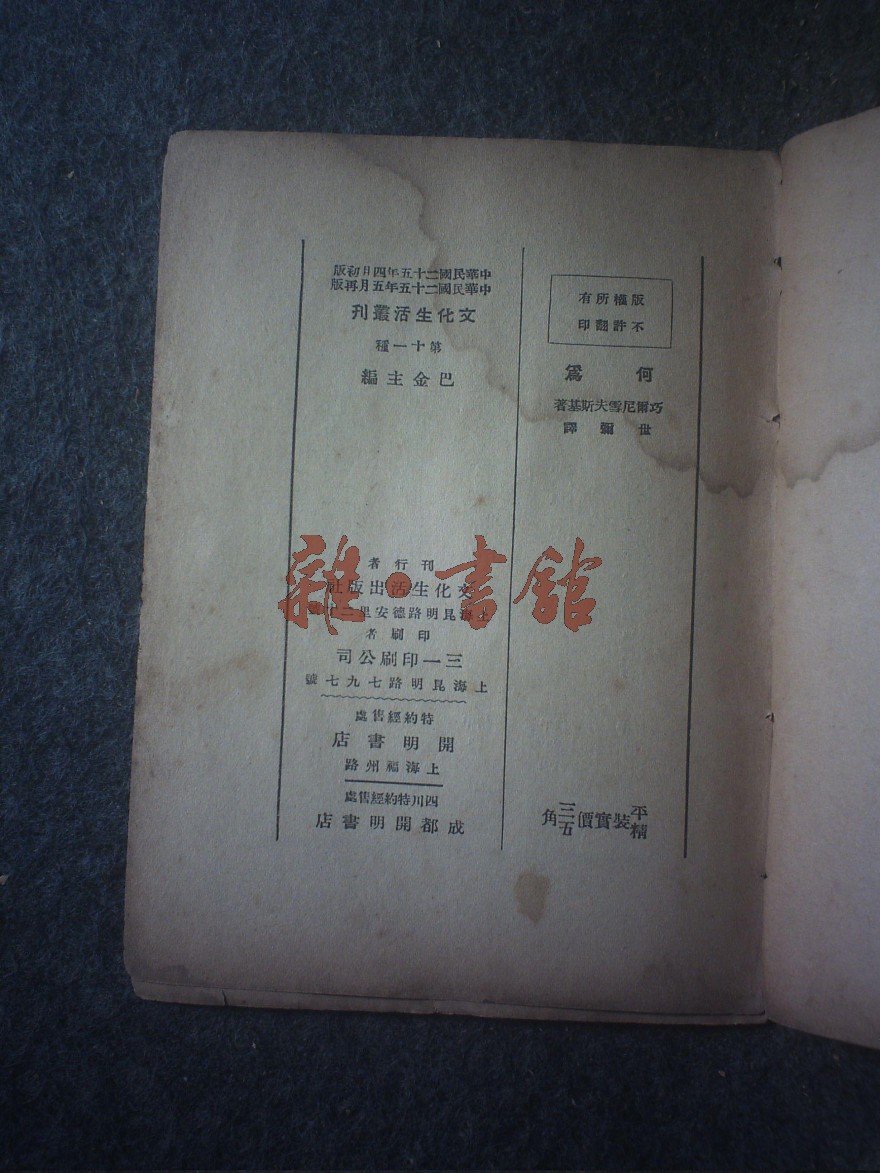 版權所有
不許翻印
何爲
巧爾尼雪夫斯基著
世彌譯
平精裝實價三三五角
中華民國二十五年四月初版
中華民國二十五年五月再版
文化生活叢刊
第十一種
巴金主編
刊行者
文化生活出版社
上海昆明路德安里二十號
印刷者
三一印刷公司
上海昆明路七九七號
特約經售處
開明書店
上海福州路
四川特約經售處
成都開明書店
雜·書館